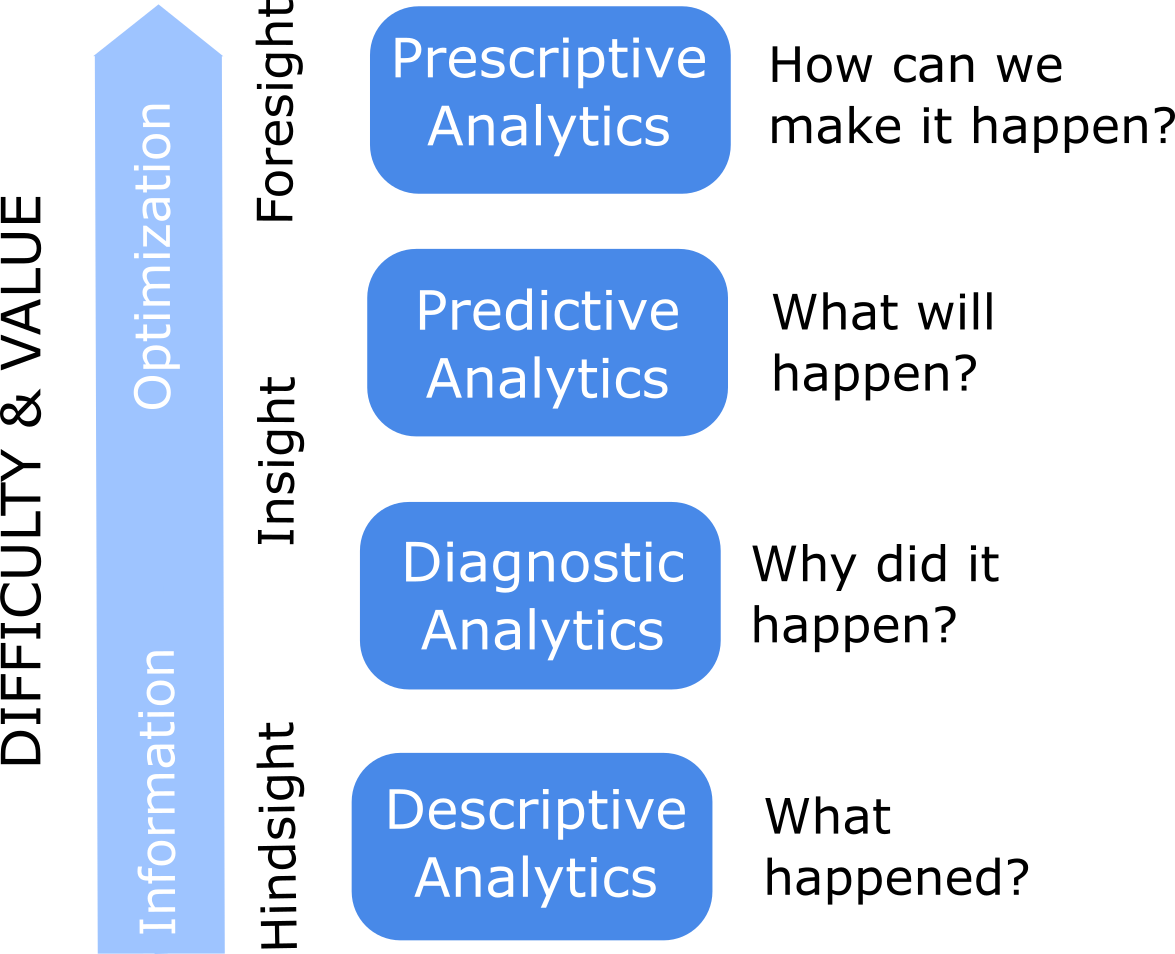 DIFFICULTY & VALUE
Optimization
Information
Foresight
Insight
Hindsight
Prescriptive
Analytics
How can we
make it happen?
Predictive
Analytics
What will
happen?
Diagnostic
Analytics
Why did it
happen?
Descriptive
Analytics
What
happened?